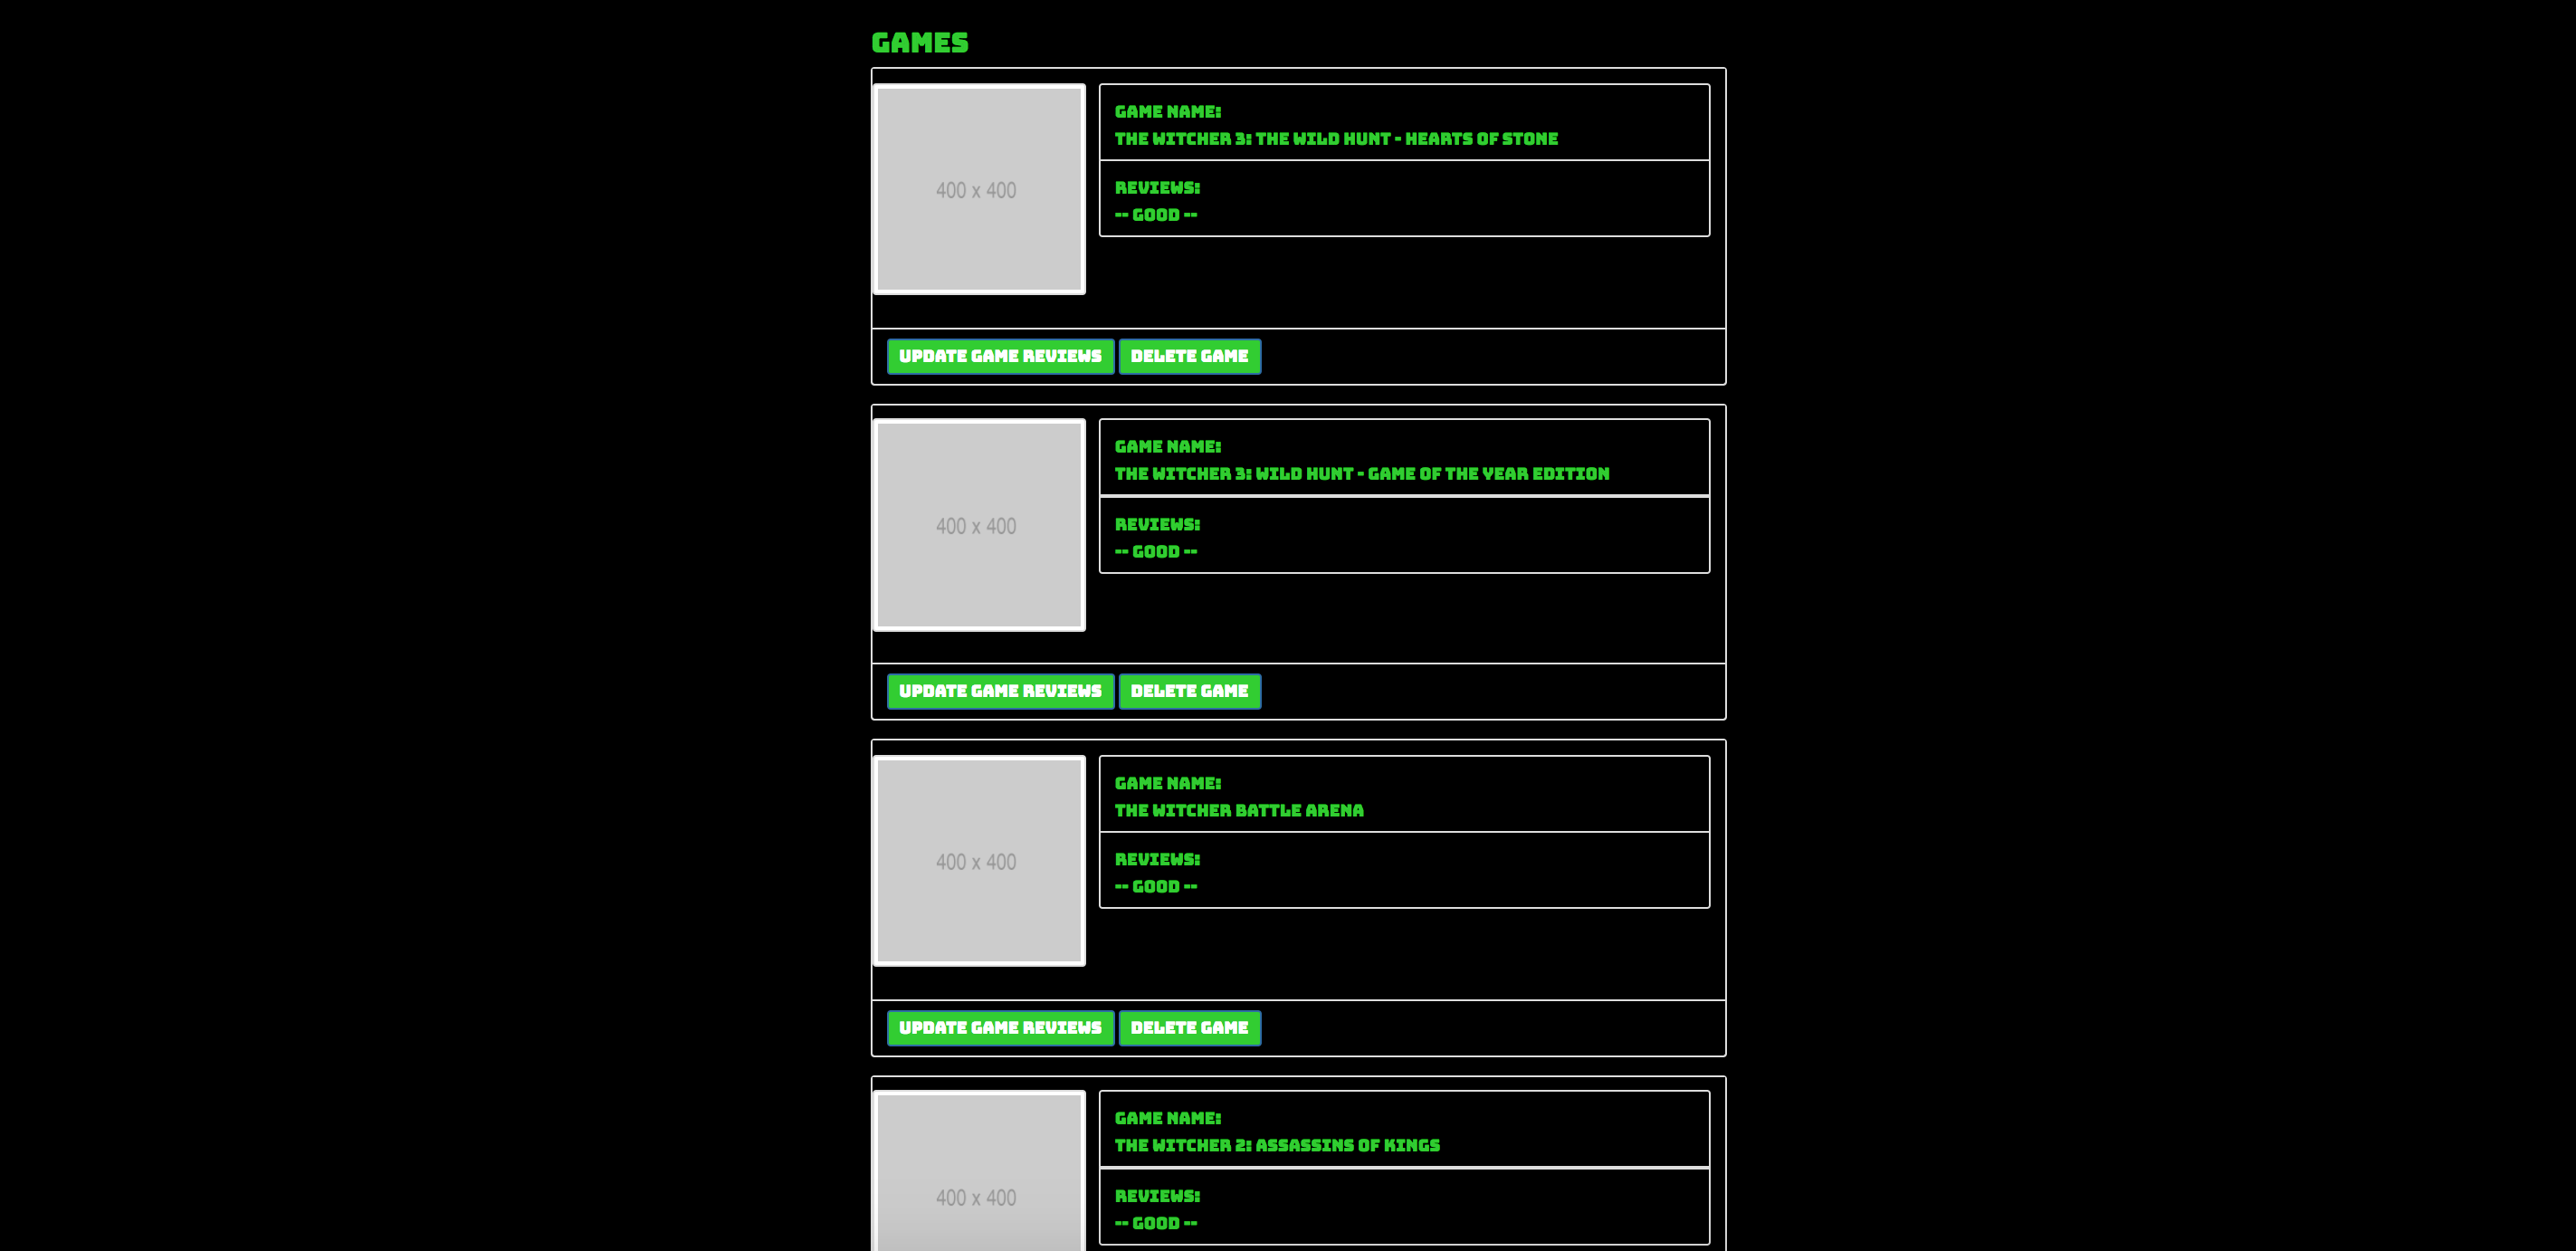 GAMES
400 x 400
GAME NAME:
THE WITCHER 3: THE WILD HUNT - HEARTS OF STONE
REVIEWS:
-- GOOD --
UPDATE GAME REVIEWS DELETE GAME
400 x 400
GAME NAME:
THE WITCHER 3: WILD HUNT - GAME OF THE YEAR EDITION
REVIEWS:
-- GOOD --
UPDATE GAME REVIEWS DELETE GAME
400 x 400
GAME NAME:
THE WITCHER BATTLE ARENA
REVIEWS:
-- GOOD --
UPDATE GAME REVIEWS DELETE GAME
400 x 400
GAME NAME:
THE WITCHER 2: ASSASSINS OF KINGS
REVIEWS:
-- GOOD --